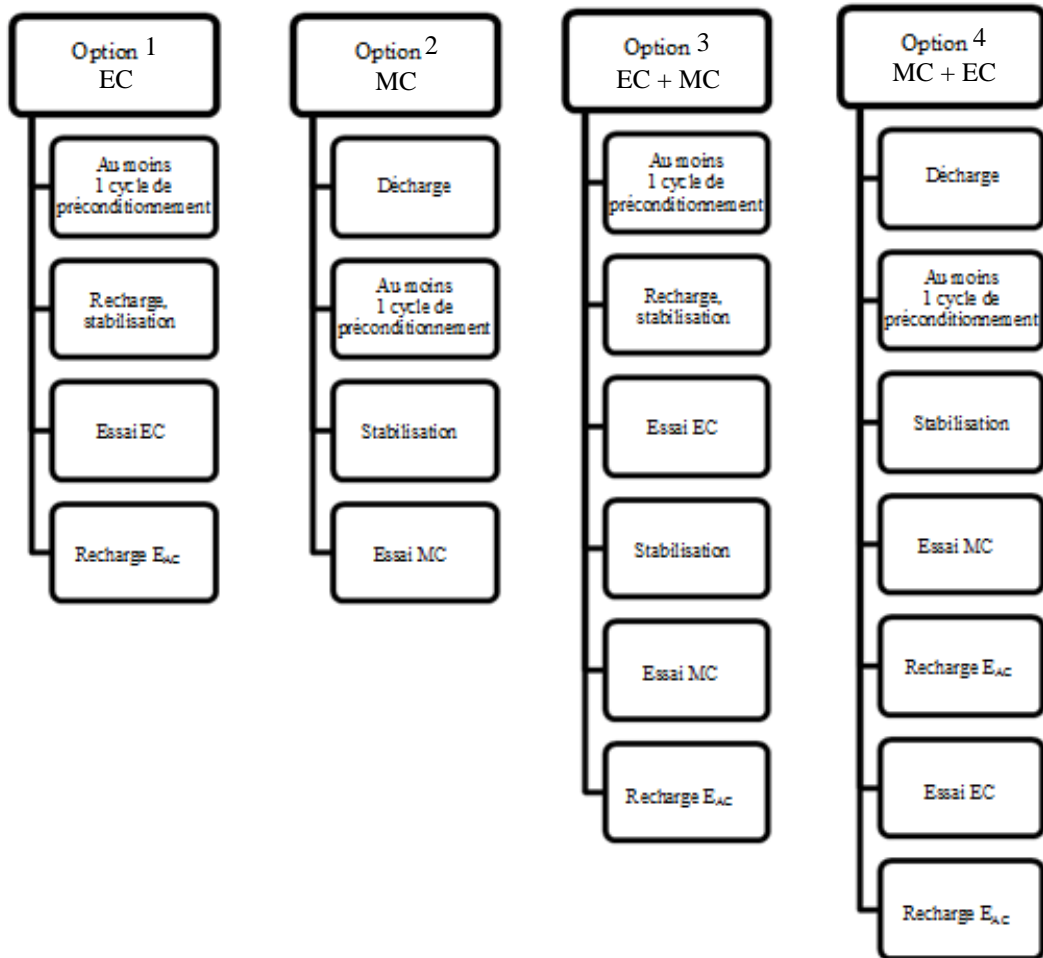 Option 1
EC
Au moins
1 cycle de
préconditionnement
Recharge,
stabilisation
Essai EC
Recharge EAC
Option 2
MC
Décharge
Au moins
1 cycle de
préconditionnement
Stabilisation
Essai MC
Option 3
EC + MC
Au moins
1 cycle de
préconditionnement
Recharge,
stabilisation
Essai EC
Stabilisation
Essai MC
Recharge EAC
Option 4
MC + EC
Décharge
Au moins
1 cycle de
préconditionnement
Stabilisation
Essai MC
Recharge EAC
Essai EC
Recharge EAC